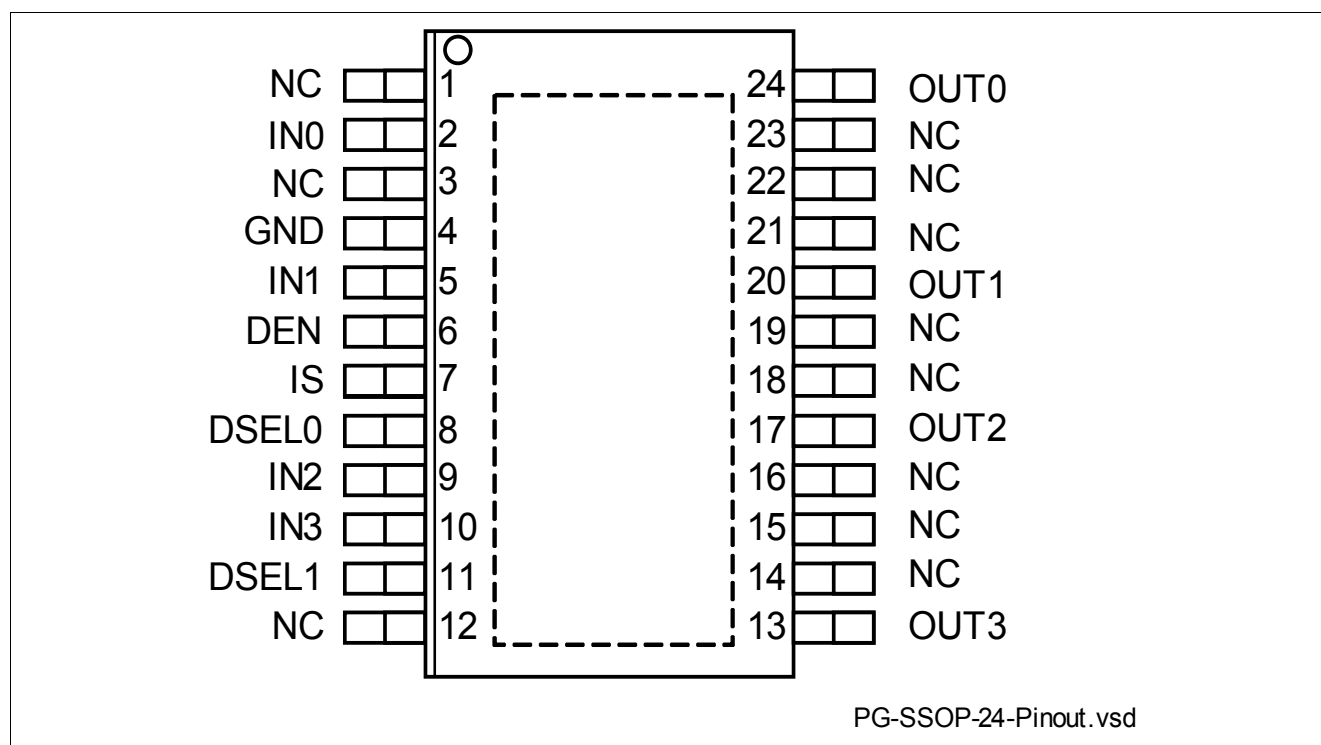 NC 1 24 OUT0
IN0 2 23 NC
NC 3 22 NC
GND 4 21 NC
IN1 5 20 OUT1
DEN 6 19 NC
IS 7 18 NC
DSEL0 8 17 OUT2
IN2 9 16 NC
IN3 10 15 NC
DSEL1 11 14 NC
NC 12 13 OUT3
PG-SSOP-24-Pinout.vsd